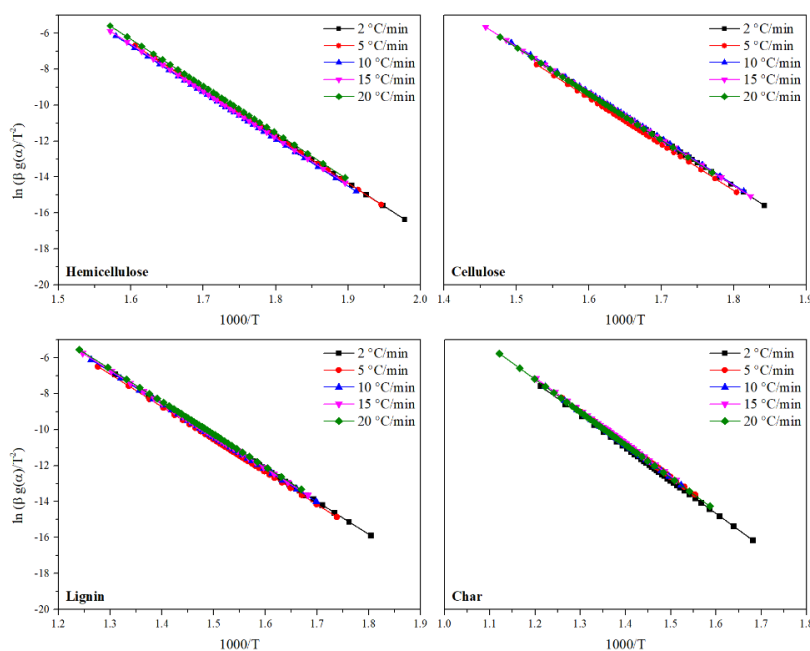 2 °C/min
5 °C/min
10 °C/min
15 °C/min
20 °C/min
-6
-8
-10
-12
-14
-16
-18
-20
ln (β g(α)/T²)
Hemicellulose
1.5 1.6 1.7 1.8 1.9 2.0
1000/T
2 °C/min
5 °C/min
10 °C/min
15 °C/min
20 °C/min
Cellulose
1.4 1.5 1.6 1.7 1.8 1.9
1000/T
2 °C/min
5 °C/min
10 °C/min
15 °C/min
20 °C/min
-6
-8
-10
-12
-14
-16
-18
-20
ln (β g(α)/T²)
Lignin
1.2 1.3 1.4 1.5 1.6 1.7 1.8 1.9
1000/T
2 °C/min
5 °C/min
10 °C/min
15 °C/min
20 °C/min
Char
1.0 1.1 1.2 1.3 1.4 1.5 1.6 1.7 1.8
1000/T